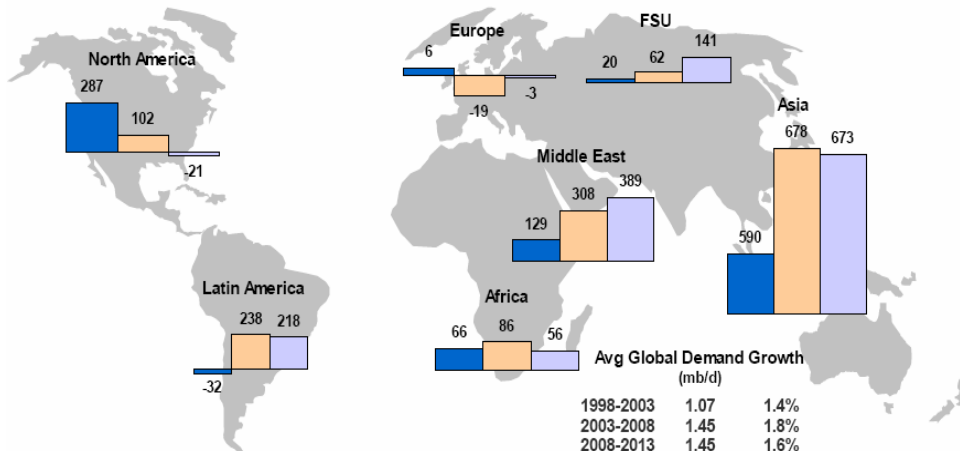 North America
287
102
-21
Europe
6
-19
-3
FSU
20
62
141
Asia
590
678
673
Middle East
129
308
389
Latin America
-32
238
218
Africa
66
86
56
Avg Global Demand Growth
(mb/d)
1998-2003 1.07 1.4%
2003-2008 1.45 1.8%
2008-2013 1.45 1.6%